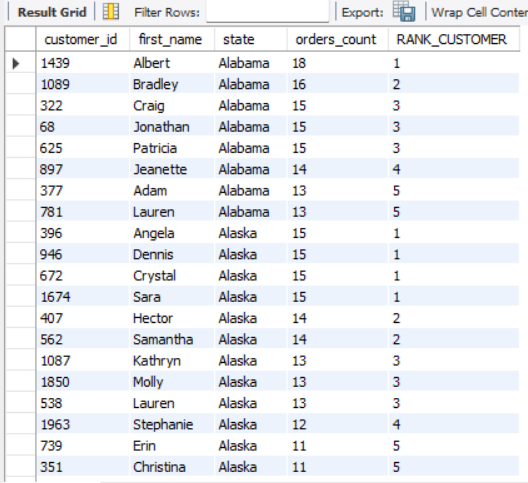 Result Grid Filter Rows: Export: Wrap Cell Conten
customer_id first_name state orders_count RANK_CUSTOMER
1439 Albert Alabama 18 1
1089 Bradley Alabama 16 2
322 Craig Alabama 15 3
68 Jonathan Alabama 15 3
625 Patricia Alabama 15 3
897 Jeanette Alabama 14 4
377 Adam Alabama 13 5
781 Lauren Alabama 13 5
396 Angela Alaska 15 1
946 Dennis Alaska 15 1
672 Crystal Alaska 15 1
1674 Sara Alaska 15 1
407 Hector Alaska 14 2
562 Samantha Alaska 14 2
1087 Kathryn Alaska 13 3
1850 Molly Alaska 13 3
538 Lauren Alaska 13 3
1963 Stephanie Alaska 12 4
739 Erin Alaska 11 5
351 Christina Alaska 11 5